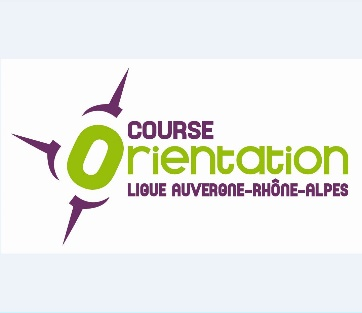 COURSE
Orientation
LIGUE AUVERGNE-RHÔNE-ALPES